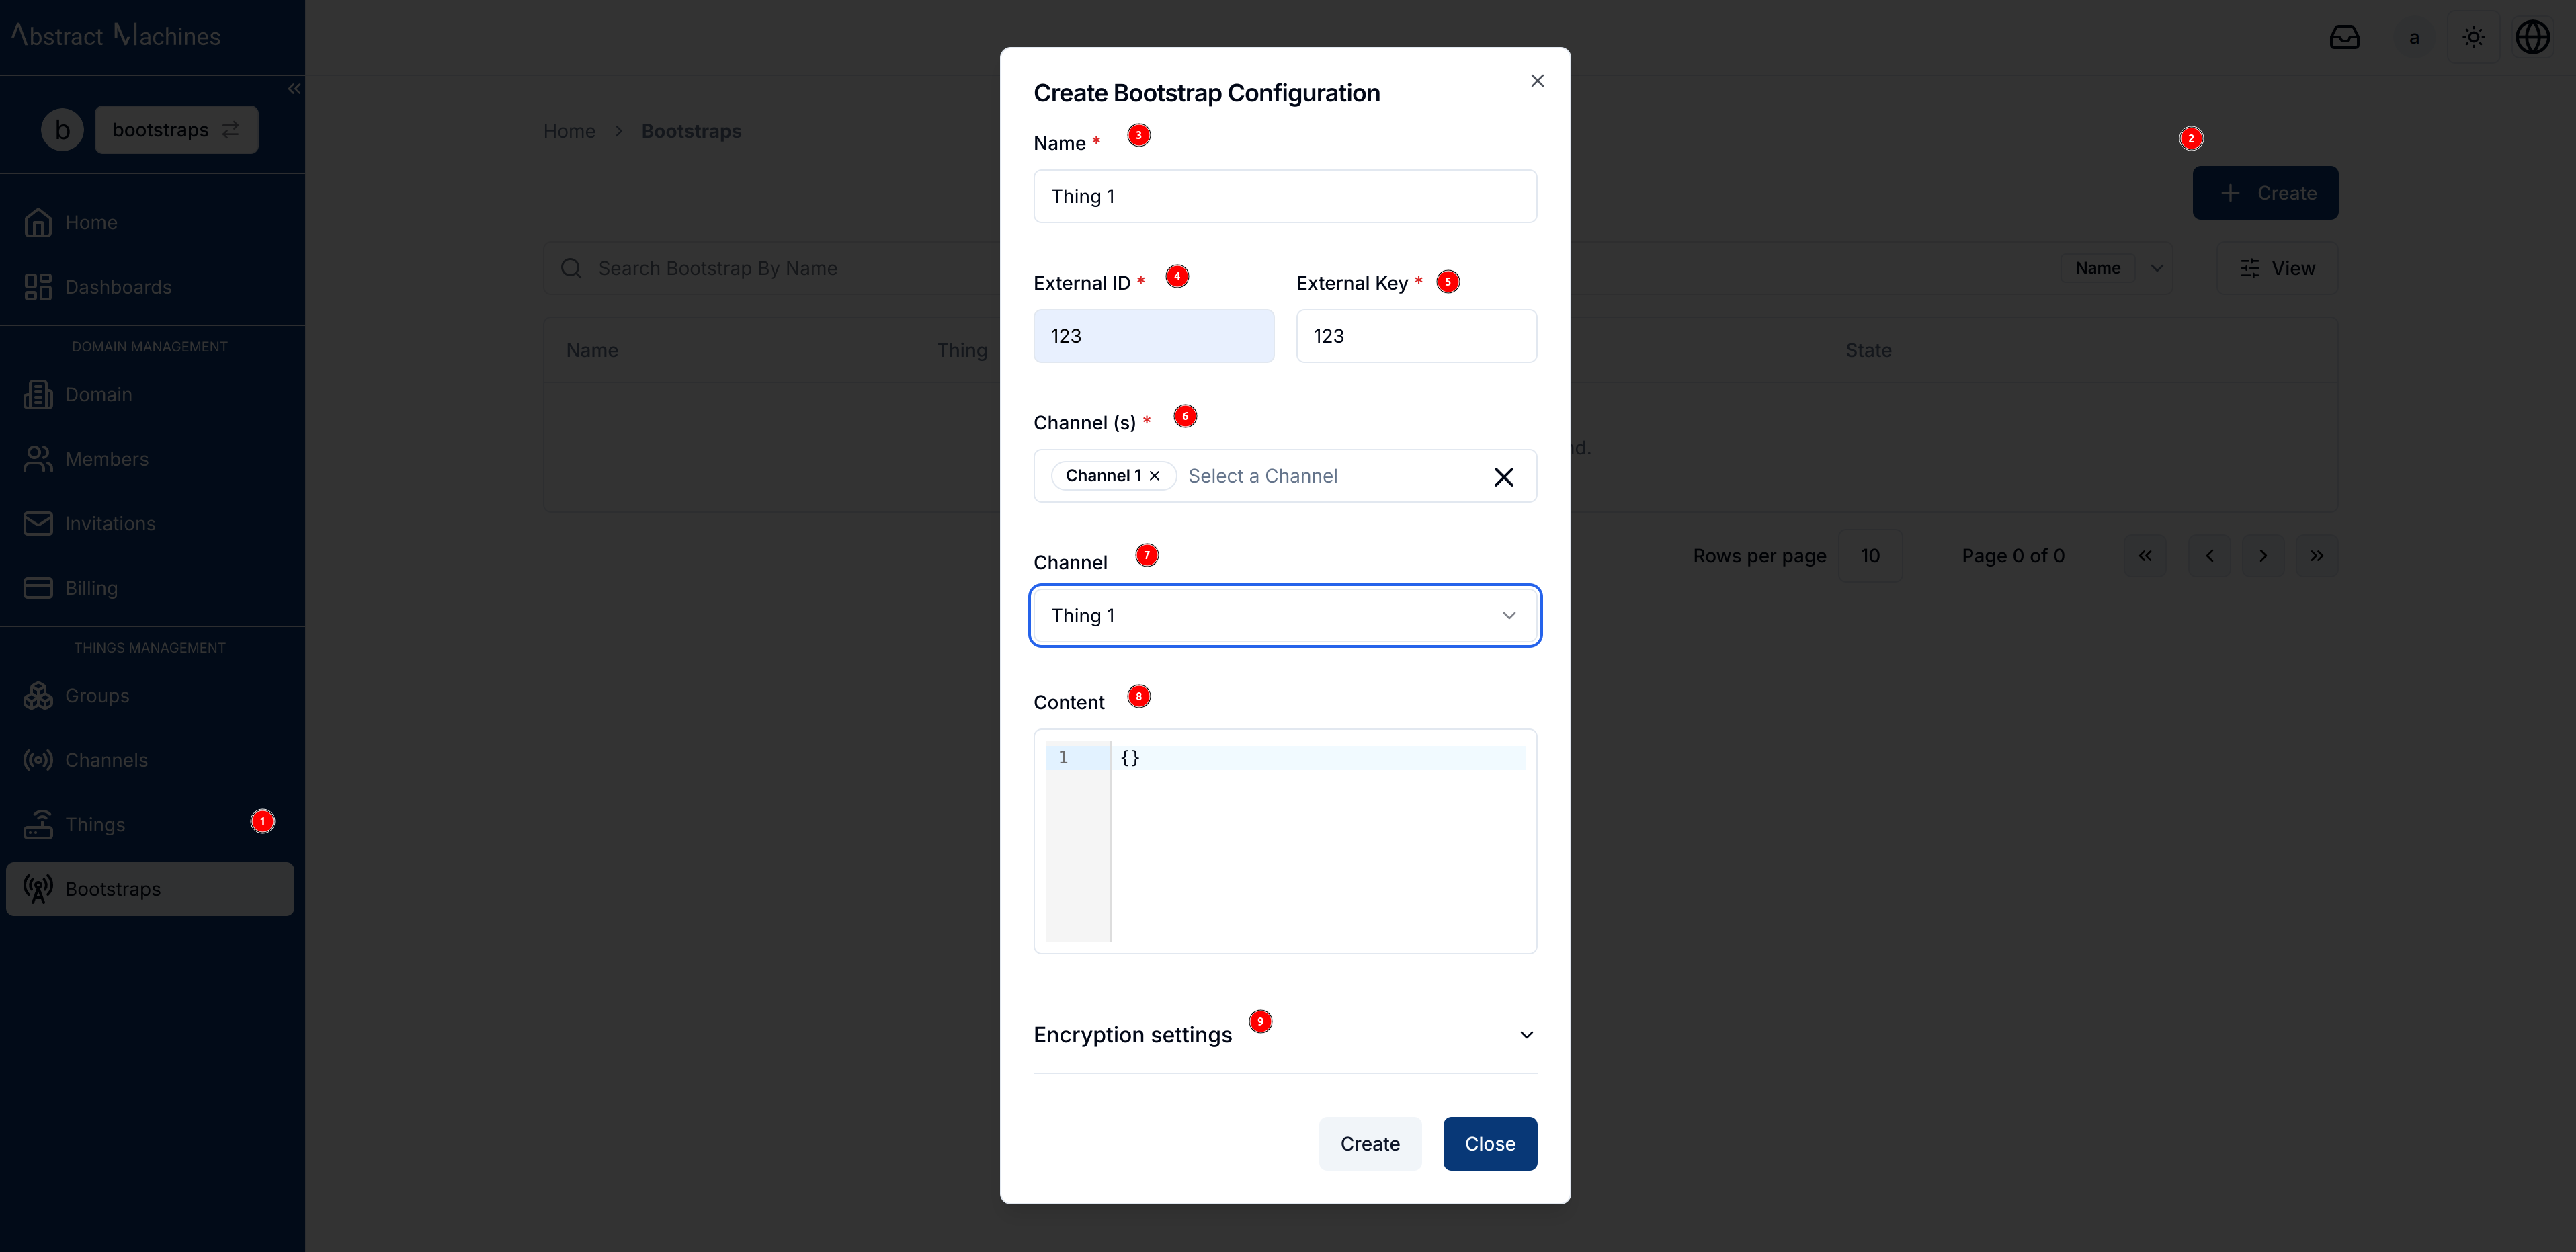 Abstract Machines
a
b
bootstraps
Home
Dashboards
DOMAIN MANAGEMENT
Domain
Members
Invitations
Billing
THINGS MANAGEMENT
Groups
Channels
Things
1
Bootstraps
Home > Bootstraps
2
+ Create
Search Bootstrap By Name
Name
View
Name Thing State
d.
Rows per page 10 Page 0 of 0
Create Bootstrap Configuration
Name * 3
Thing 1
External ID * 4
123
External Key * 5
123
Channel (s) * 6
Channel 1 × Select a Channel
Channel 7
Thing 1
Content 8
1 {}
Encryption settings 9
Create
Close